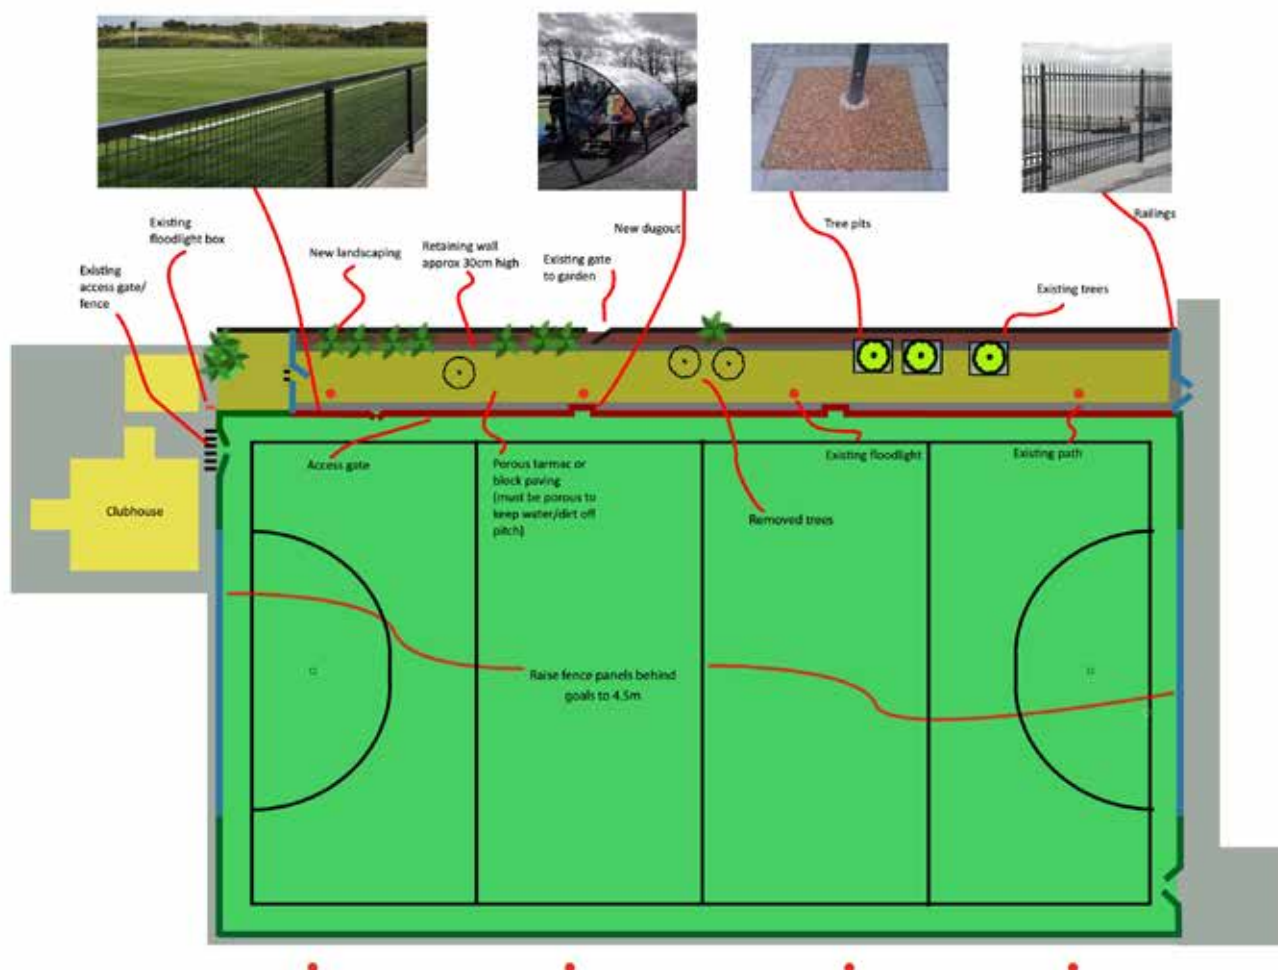 Existing
floodlight box
Existing
access gate/
fence
New landscaping
Retaining wall
approx 30cm high
Existing gate
to garden
New dugout
Tree pits
Railings
Existing trees
Access gate
Porous tarmac or
block paving
(must be porous to
keep water/dirt off
pitch)
Removed trees
Existing floodlight
Existing path
Clubhouse
Raise fence panels behind
goals to 4.5m